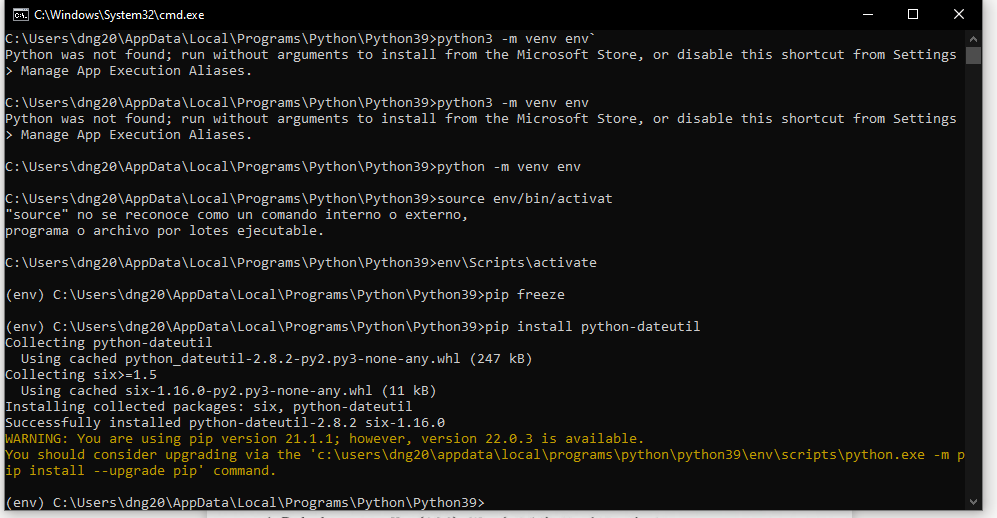 C:\Windows\System32\cmd.exe
C:\Users\dng20\AppData\Local\Programs\Python\Python39>python3 -m venv env`
Python was not found; run without arguments to install from the Microsoft Store, or disable this shortcut from Settings
> Manage App Execution Aliases.
C:\Users\dng20\AppData\Local\Programs\Python\Python39>python3 -m venv env
Python was not found; run without arguments to install from the Microsoft Store, or disable this shortcut from Settings
> Manage App Execution Aliases.
C:\Users\dng20\AppData\Local\Programs\Python\Python39>python -m venv env
C:\Users\dng20\AppData\Local\Programs\Python\Python39>source env/bin/activat
"source" no se reconoce como un comando interno o externo,
programa o archivo por lotes ejecutable.
C:\Users\dng20\AppData\Local\Programs\Python\Python39>env\Scripts\activate
(env) C:\Users\dng20\AppData\Local\Programs\Python\Python39>pip freeze
(env) C:\Users\dng20\AppData\Local\Programs\Python\Python39>pip install python-dateutil
Collecting python-dateutil
  Using cached python_dateutil-2.8.2-py2.py3-none-any.whl (247 kB)
Collecting six>=1.5
  Using cached six-1.16.0-py2.py3-none-any.whl (11 kB)
Installing collected packages: six, python-dateutil
Successfully installed python-dateutil-2.8.2 six-1.16.0
WARNING: You are using pip version 21.1.1; however, version 22.0.3 is available.
You should consider upgrading via the 'c:\users\dng20\appdata\local\programs\python\python39\env\scripts\python.exe -m p
ip install --upgrade pip' command.
(env) C:\Users\dng20\AppData\Local\Programs\Python\Python39>